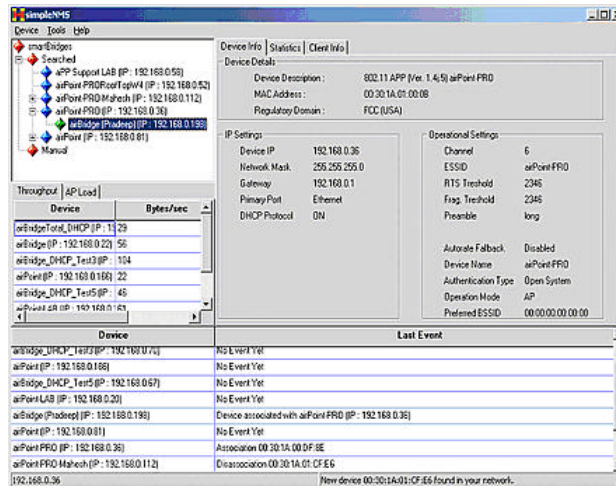 simpleNMS
Device Tools Help
smartBridges
Searched
aPP Support LAB (IP : 192.168.0.58)
airPoint-PRORoofTopW4 (IP : 192.168.0.52)
airPoint-PRO-Mahesh (IP : 192.168.0.112)
airPoint-PRO (IP : 192.168.0.36)
airBridge (Pradeep) (IP : 192.168.0.198)
airPoint (IP : 192.168.0.81)
Manual
Throughput AP Load
Device Bytes/sec
airBridgeTotal_DHCP (IP : 29
airBridge (IP : 192.168.0.22) 56
airBridge_DHCP_Test3 (IP : 104
airPoint (IP : 192.168.0.166) 22
airBridge_DHCP_Test5 (IP : 46
airPoint-LAB (IP : 192.168.0 61
Device Info Statistics Client Info
Device Details
Device Description : 802.11 APP (Ver. 1.4;5) airPoint-PRO
MAC Address : 00:30:1A:01:00:0B
Regulatory Domain : FCC (USA)
IP Settings
Device IP 192.168.0.36
Network Mask 255.255.255.0
Gateway 192.168.0.1
Primary Port Ethernet
DHCP Protocol ON
Operational Settings
Channel 6
ESSID airPoint-PRO
RTS Treshold 2346
Frag. Treshold 2346
Preamble long
Autorate Falback Disabled
Device Name airPoint-PRO
Authentication Type Open System
Operation Mode AP
Preferred ESSID 00:00:00:00:00:00
Device Last Event
airBridge_DHCP_Test3 (IP : 192.168.0.70) No Event Yet
airPoint (IP : 192.168.0.166) No Event Yet
airBridge_DHCP_Test5 (IP : 192.168.0.67) No Event Yet
airPoint-LAB (IP : 192.168.0.20) No Event Yet
airBridge (Pradeep) (IP : 192.168.0.198) Device associated with airPoint-PRO (IP : 192.168.0.36)
airPoint (IP : 192.168.0.81) No Event Yet
airPoint-PRO (IP : 192.168.0.36) Association 00:30:1A:00:DF:8E
airPoint-PRO-Mahesh (IP : 192.168.0.112) Disassociation 00:30:1A:01:CF:E6
192.168.0.36 New device 00:30:1A:01:CF:E6 found in your network.